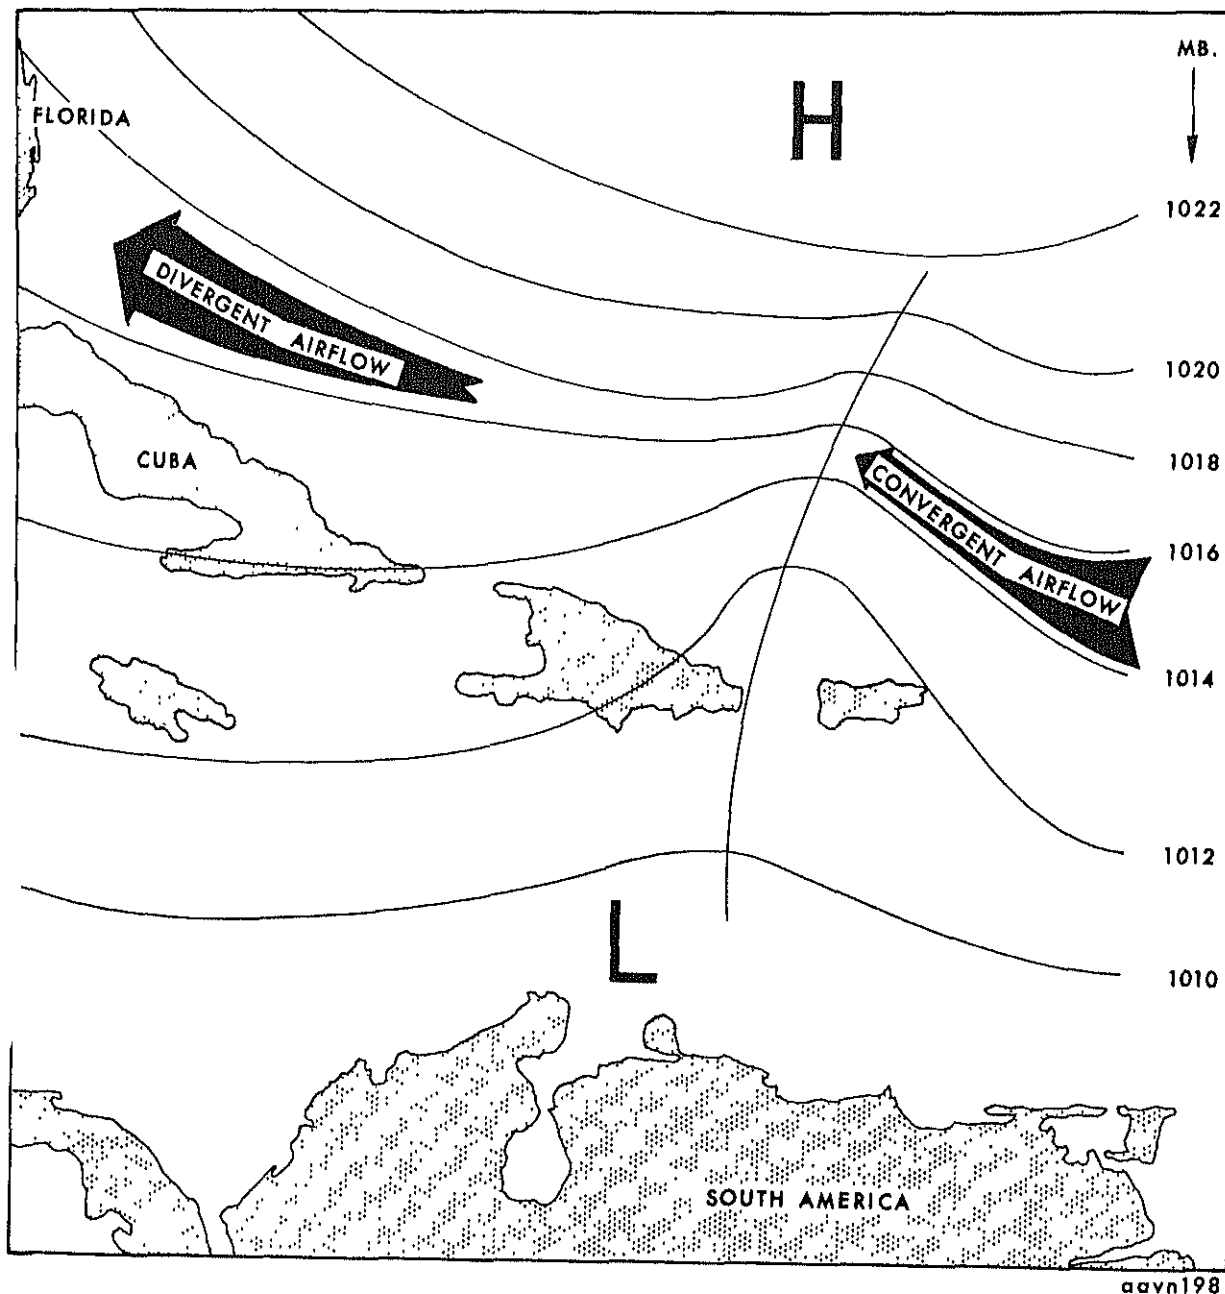 MB.
H
FLORIDA
1022
DIVERGENT AIRFLOW
1020
1018
CUBA
CONVERGENT AIRFLOW
1016
1014
1012
L
1010
SOUTH AMERICA
aavn198